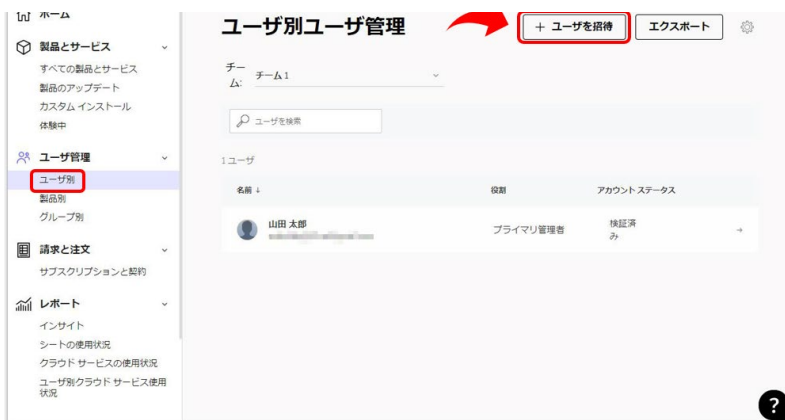 ホーム
製品とサービス
すべての製品とサービス
製品のアップデート
カスタム インストール
体験中
ユーザ管理
ユーザ別
製品別
グループ別
請求と注文
サブスクリプションと契約
レポート
インサイト
シートの使用状況
クラウド サービスの使用状況
ユーザ別クラウド サービス使用
状況
ユーザ別ユーザ管理
+ ユーザを招待
エクスポート
チー
ム:
チーム 1
ユーザを検索
1 ユーザ
名前 ↓
役割
アカウント ステータス
山田 太郎
プライマリ管理者
検証済
み
→
?